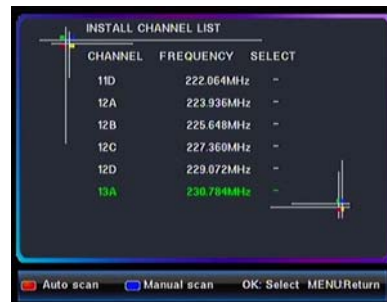 INSTALL CHANNEL LIST
CHANNEL FREQUENCY SELECT
11D 222.064MHz -
12A 223.936MHz -
12B 225.648MHz -
12C 227.360MHz -
12D 229.072MHz -
13A 230.784MHz -
Auto scan Manual scan OK: Select MENU:Return